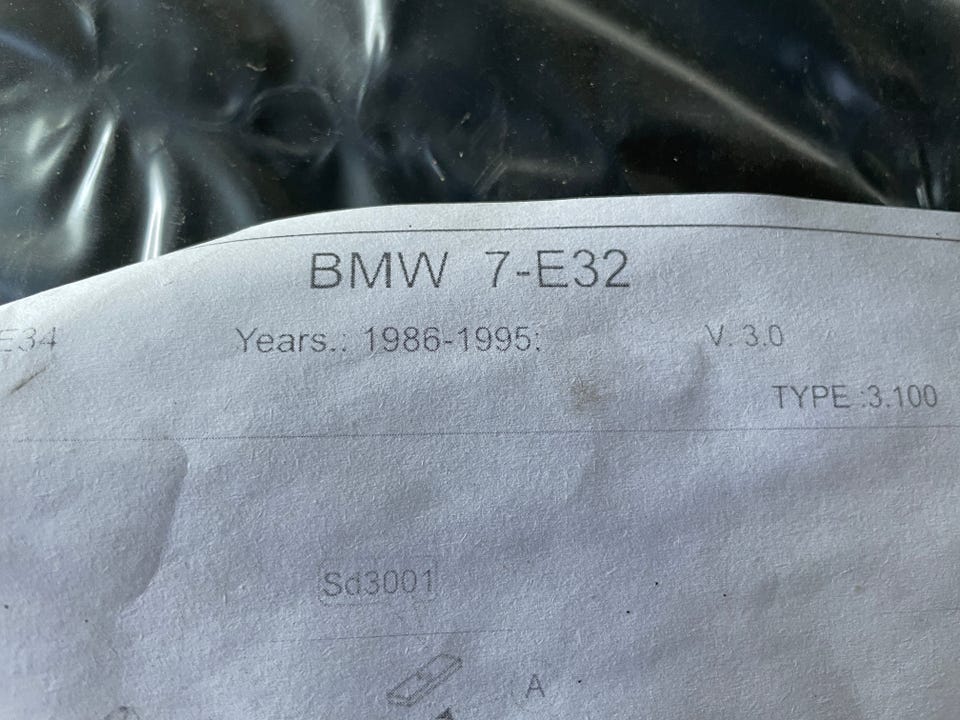 BMW 7-E32
E34 Years.: 1986-1995; V. 3.0
TYPE :3.100
Sd3001
A